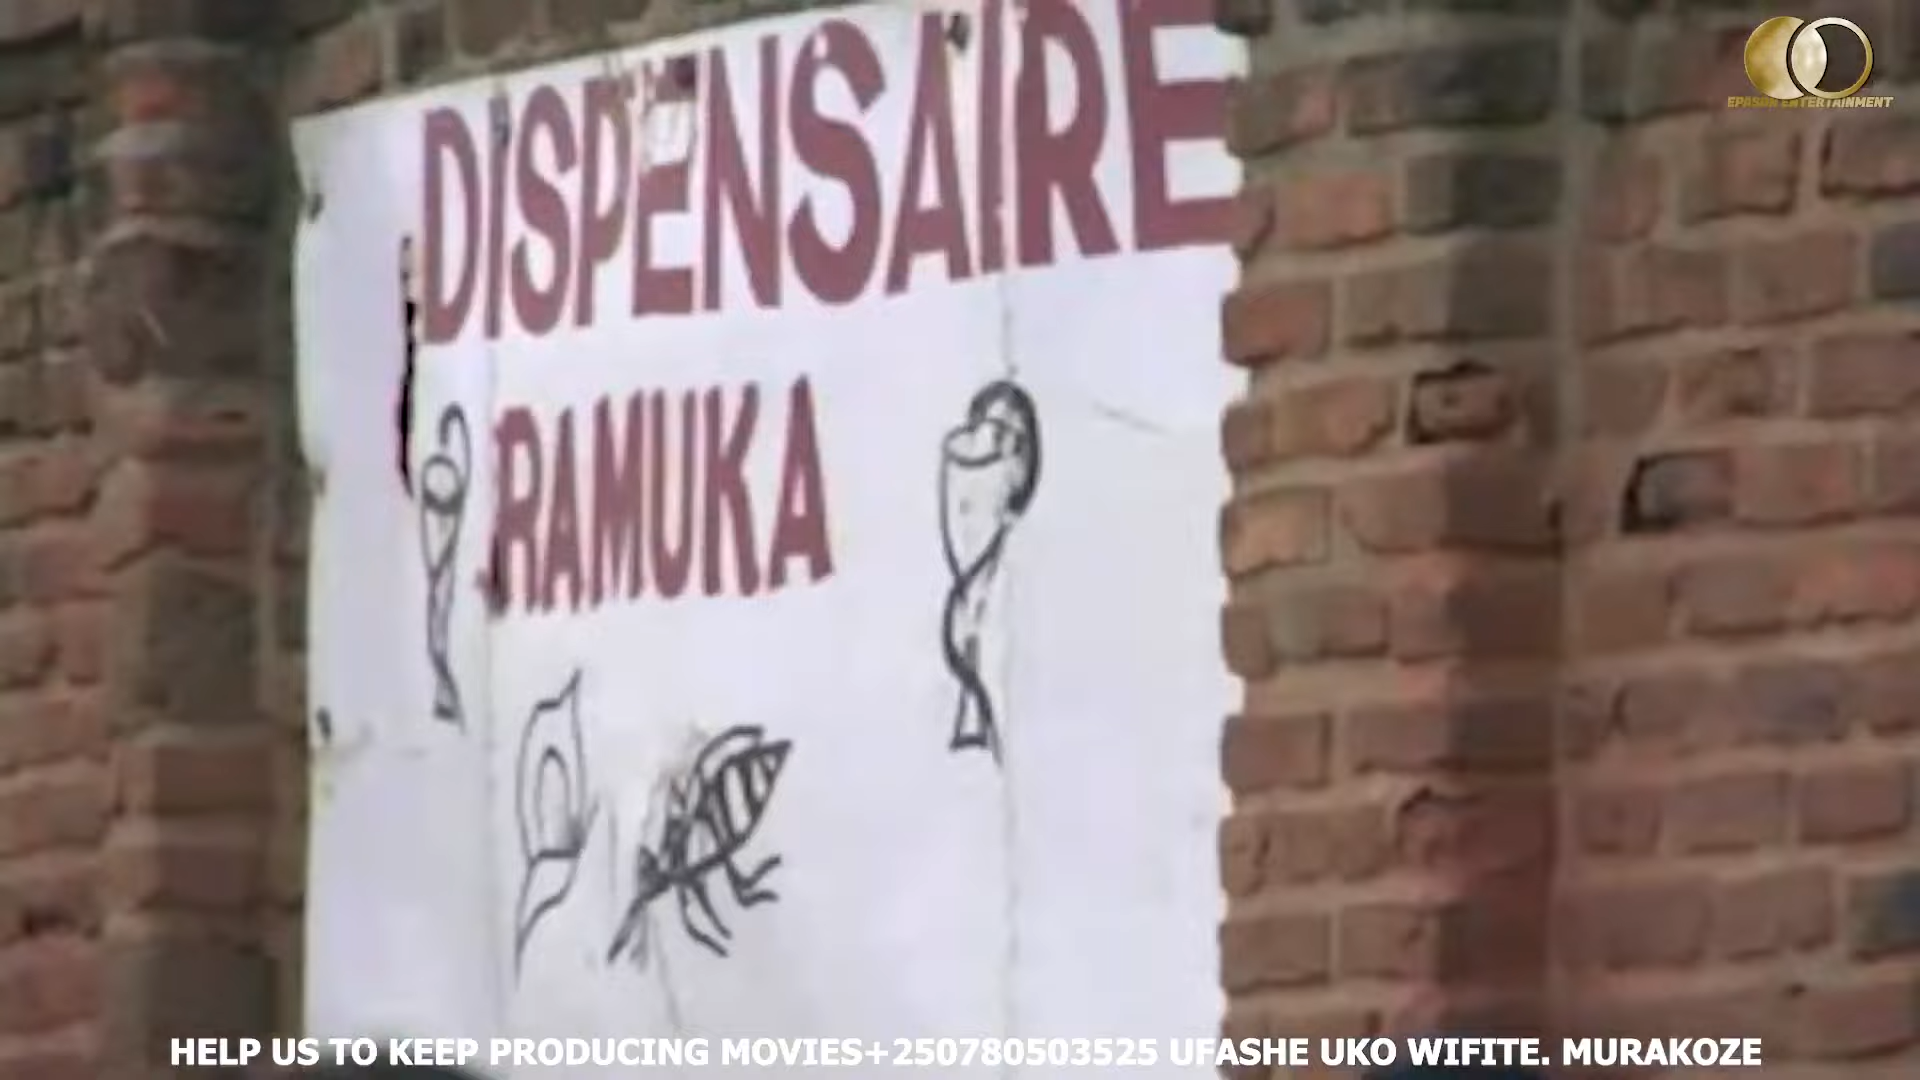 DISPENSAIRE
RAMUKA
EPASON ENTERTAINMENT
HELP US TO KEEP PRODUCING MOVIES+250780503525 UFASHE UKO WIFITE. MURAKOZE